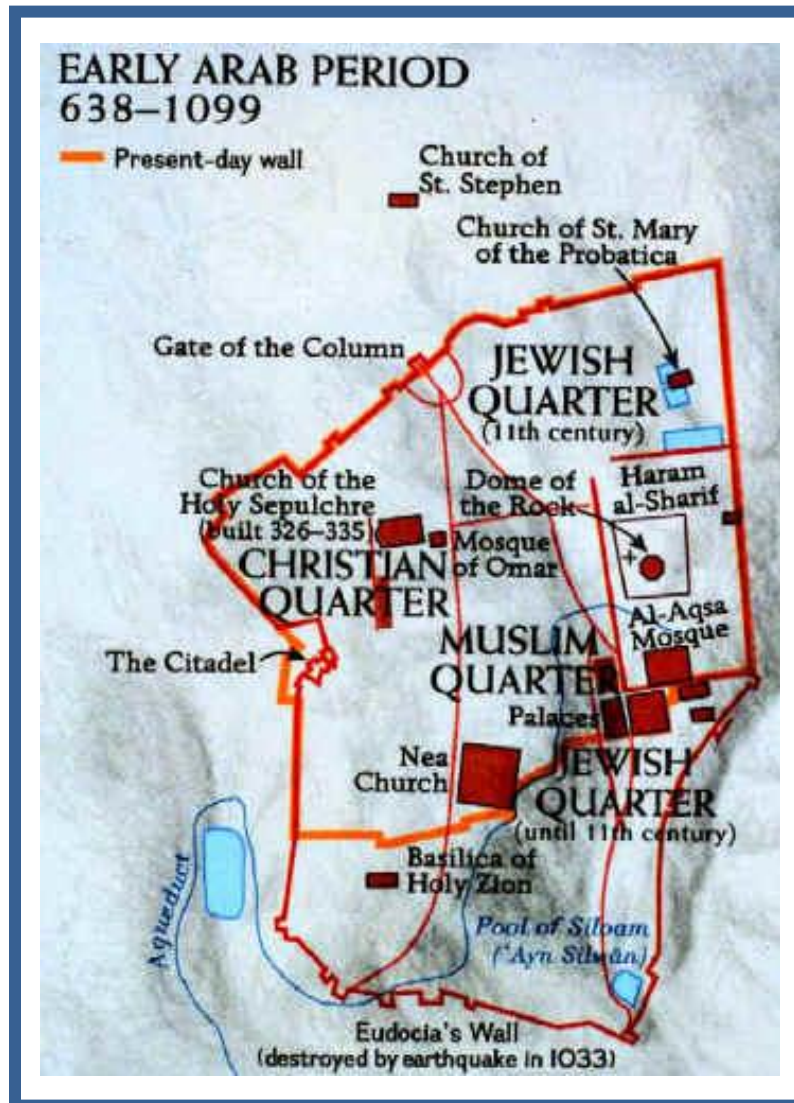 EARLY ARAB PERIOD
638–1099
Present-day wall
Church of
St. Stephen
Church of St. Mary
of the Probatica
Gate of the Column
JEWISH
QUARTER
(11th century)
Church of the
Holy Sepulchre
(built 326–335)
Dome of
the Rock
Haram
al-Sharif
Mosque
of Omar
CHRISTIAN
QUARTER
Al-Aqsa
Mosque
MUSLIM
QUARTER
The Citadel
Palaces
Nea
Church
JEWISH
QUARTER
(until 11th century)
Basilica of
Holy Zion
Aqueduct
Pool of Siloam
('Ayn Silwān)
Eudocia's Wall
(destroyed by earthquake in 1033)